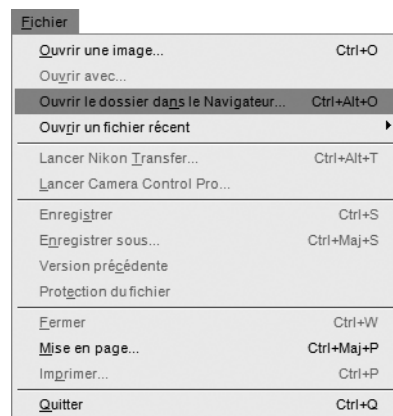 Fichier
Ouvrir une image... Ctrl+O
Ouvrir avec...
Ouvrir le dossier dans le Navigateur... Ctrl+Alt+O
Ouvrir un fichier récent
Lancer Nikon Transfer... Ctrl+Alt+T
Lancer Camera Control Pro...
Enregistrer Ctrl+S
Enregistrer sous... Ctrl+Maj+S
Version précédente
Protection du fichier
Fermer Ctrl+W
Mise en page... Ctrl+Maj+P
Imprimer... Ctrl+P
Quitter Ctrl+Q